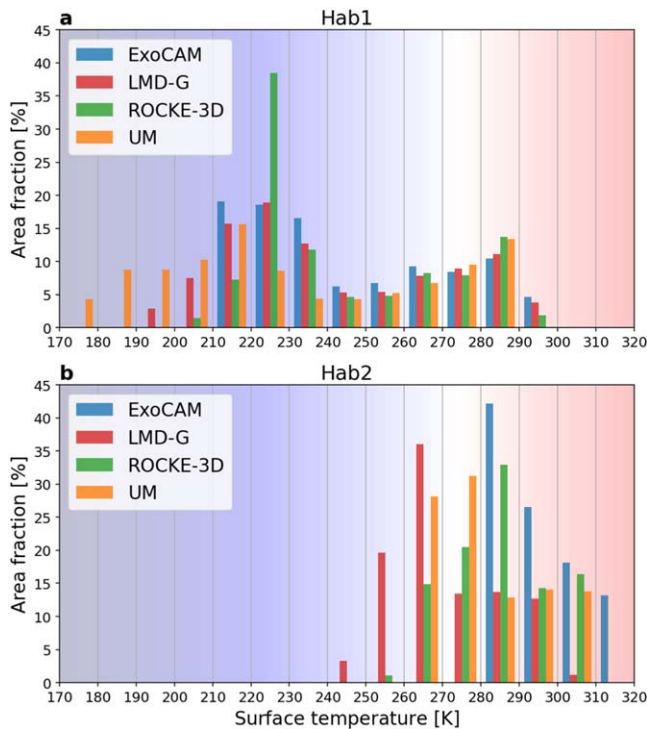 a Hab1
45
40
35
30
25
20
15
10
5
0
Area fraction [%]
ExoCAM
LMD-G
ROCKE-3D
UM
170 180 190 200 210 220 230 240 250 260 270 280 290 300 310 320
b Hab2
45
40
35
30
25
20
15
10
5
0
Area fraction [%]
ExoCAM
LMD-G
ROCKE-3D
UM
170 180 190 200 210 220 230 240 250 260 270 280 290 300 310 320
Surface temperature [K]